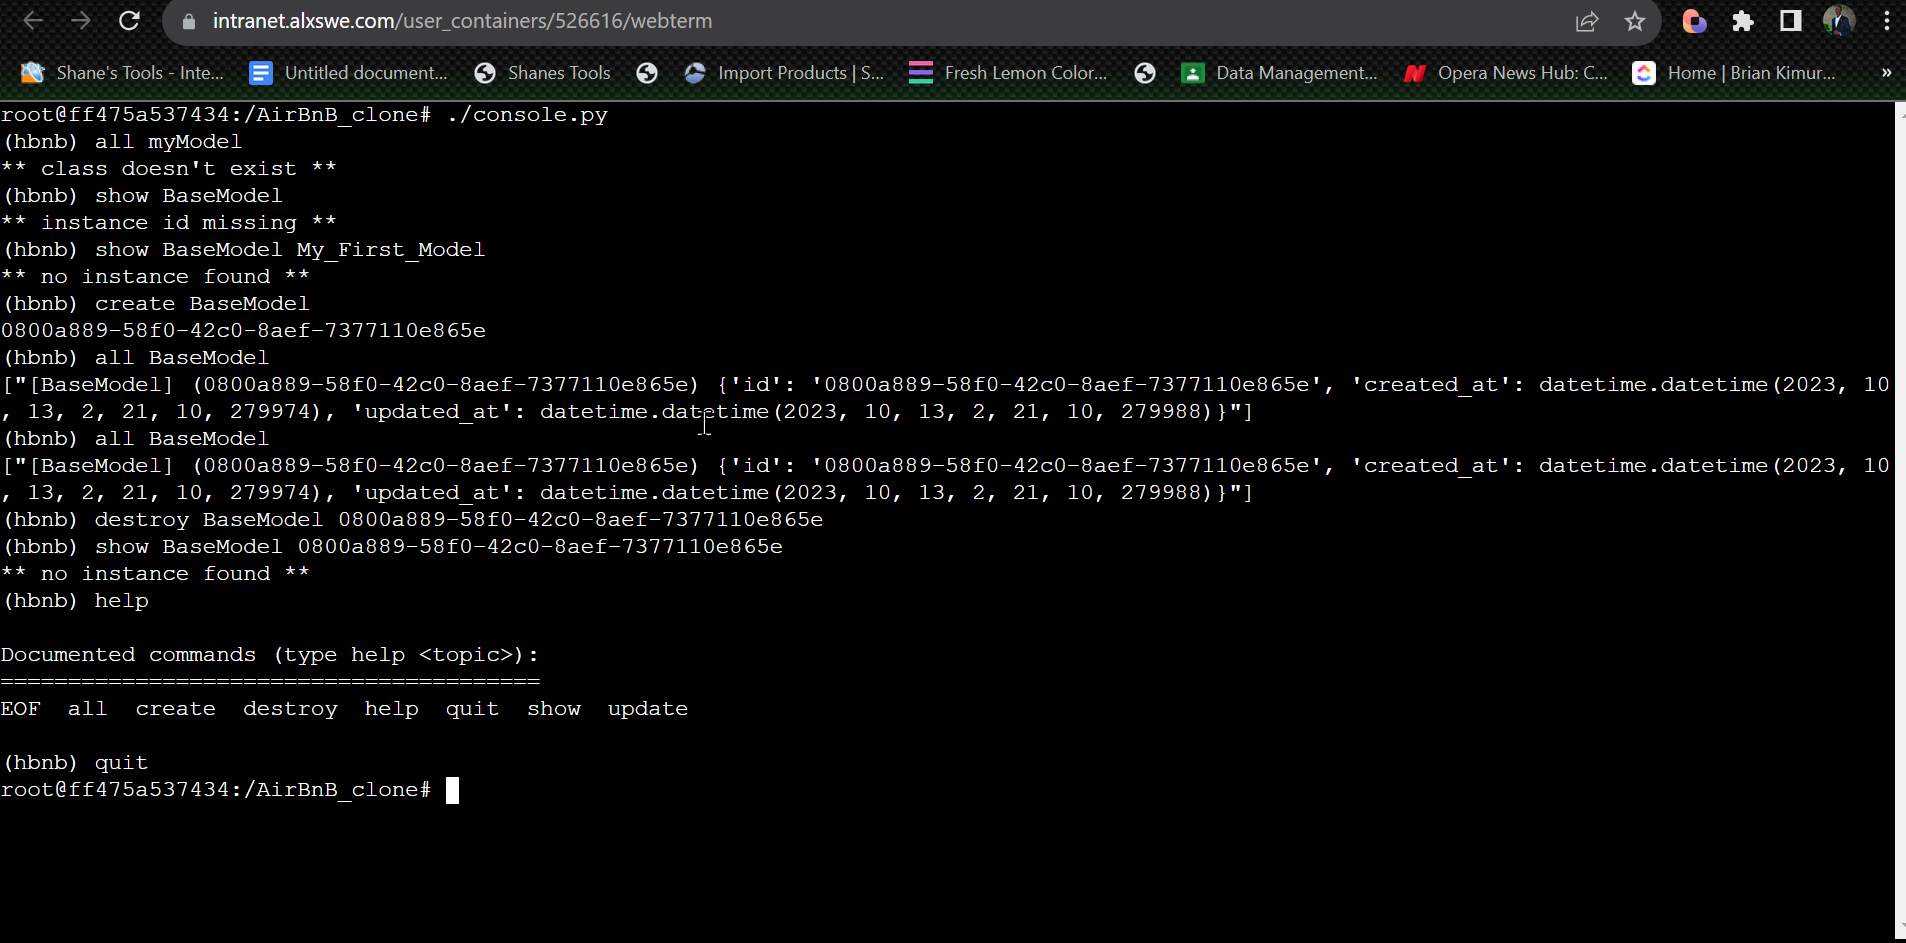 intranet.alxswe.com/user_containers/526616/webterm
Shane's Tools - Inte... Untitled document... Shanes Tools Import Products | S... Fresh Lemon Color... Data Management... Opera News Hub: C... Home | Brian Kimur... »
root@ff475a537434:/AirBnB_clone# ./console.py
(hbnb) all myModel
** class doesn't exist **
(hbnb) show BaseModel
** instance id missing **
(hbnb) show BaseModel My_First_Model
** no instance found **
(hbnb) create BaseModel
0800a889-58f0-42c0-8aef-7377110e865e
(hbnb) all BaseModel
["[BaseModel] (0800a889-58f0-42c0-8aef-7377110e865e) {'id': '0800a889-58f0-42c0-8aef-7377110e865e', 'created_at': datetime.datetime(2023, 10
, 13, 2, 21, 10, 279974), 'updated_at': datetime.datetime(2023, 10, 13, 2, 21, 10, 279988)}"]
(hbnb) all BaseModel
["[BaseModel] (0800a889-58f0-42c0-8aef-7377110e865e) {'id': '0800a889-58f0-42c0-8aef-7377110e865e', 'created_at': datetime.datetime(2023, 10
, 13, 2, 21, 10, 279974), 'updated_at': datetime.datetime(2023, 10, 13, 2, 21, 10, 279988)}"]
(hbnb) destroy BaseModel 0800a889-58f0-42c0-8aef-7377110e865e
(hbnb) show BaseModel 0800a889-58f0-42c0-8aef-7377110e865e
** no instance found **
(hbnb) help
Documented commands (type help <topic>):
========================================
EOF  all  create  destroy  help  quit  show  update
(hbnb) quit
root@ff475a537434:/AirBnB_clone#